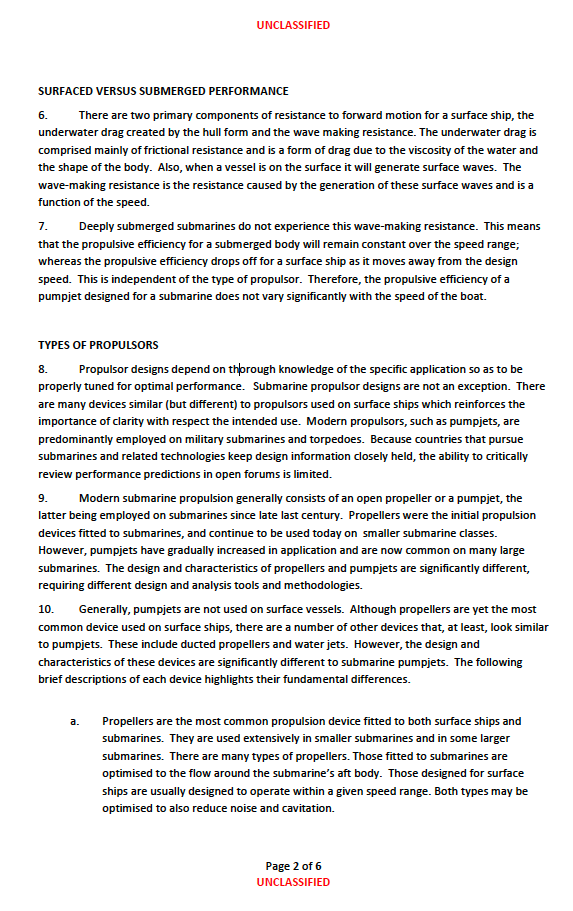 UNCLASSIFIED
SURFACED VERSUS SUBMERGED PERFORMANCE
6. There are two primary components of resistance to forward motion for a surface ship, the
underwater drag created by the hull form and the wave making resistance. The underwater drag is
comprised mainly of frictional resistance and is a form of drag due to the viscosity of the water and
the shape of the body. Also, when a vessel is on the surface it will generate surface waves. The
wave-making resistance is the resistance caused by the generation of these surface waves and is a
function of the speed.
7. Deeply submerged submarines do not experience this wave-making resistance. This means
that the propulsive efficiency for a submerged body will remain constant over the speed range;
whereas the propulsive efficiency drops off for a surface ship as it moves away from the design
speed. This is independent of the type of propulsor. Therefore, the propulsive efficiency of a
pumpjet designed for a submarine does not vary significantly with the speed of the boat.
TYPES OF PROPULSORS
8. Propulsor designs depend on thorough knowledge of the specific application so as to be
properly tuned for optimal performance. Submarine propulsor designs are not an exception. There
are many devices similar (but different) to propulsors used on surface ships which reinforces the
importance of clarity with respect the intended use. Modern propulsors, such as pumpjets, are
predominantly employed on military submarines and torpedoes. Because countries that pursue
submarines and related technologies keep design information closely held, the ability to critically
review performance predictions in open forums is limited.
9. Modern submarine propulsion generally consists of an open propeller or a pumpjet, the
latter being employed on submarines since late last century. Propellers were the initial propulsion
devices fitted to submarines, and continue to be used today on smaller submarine classes.
However, pumpjets have gradually increased in application and are now common on many large
submarines. The design and characteristics of propellers and pumpjets are significantly different,
requiring different design and analysis tools and methodologies.
10. Generally, pumpjets are not used on surface vessels. Although propellers are yet the most
common device used on surface ships, there are a number of other devices that, at least, look similar
to pumpjets. These include ducted propellers and water jets. However, the design and
characteristics of these devices are significantly different to submarine pumpjets. The following
brief descriptions of each device highlights their fundamental differences.
a. Propellers are the most common propulsion device fitted to both surface ships and
submarines. They are used extensively in smaller submarines and in some larger
submarines. There are many types of propellers. Those fitted to submarines are
optimised to the flow around the submarine's aft body. Those designed for surface
ships are usually designed to operate within a given speed range. Both types may be
optimised to also reduce noise and cavitation.
Page 2 of 6
UNCLASSIFIED